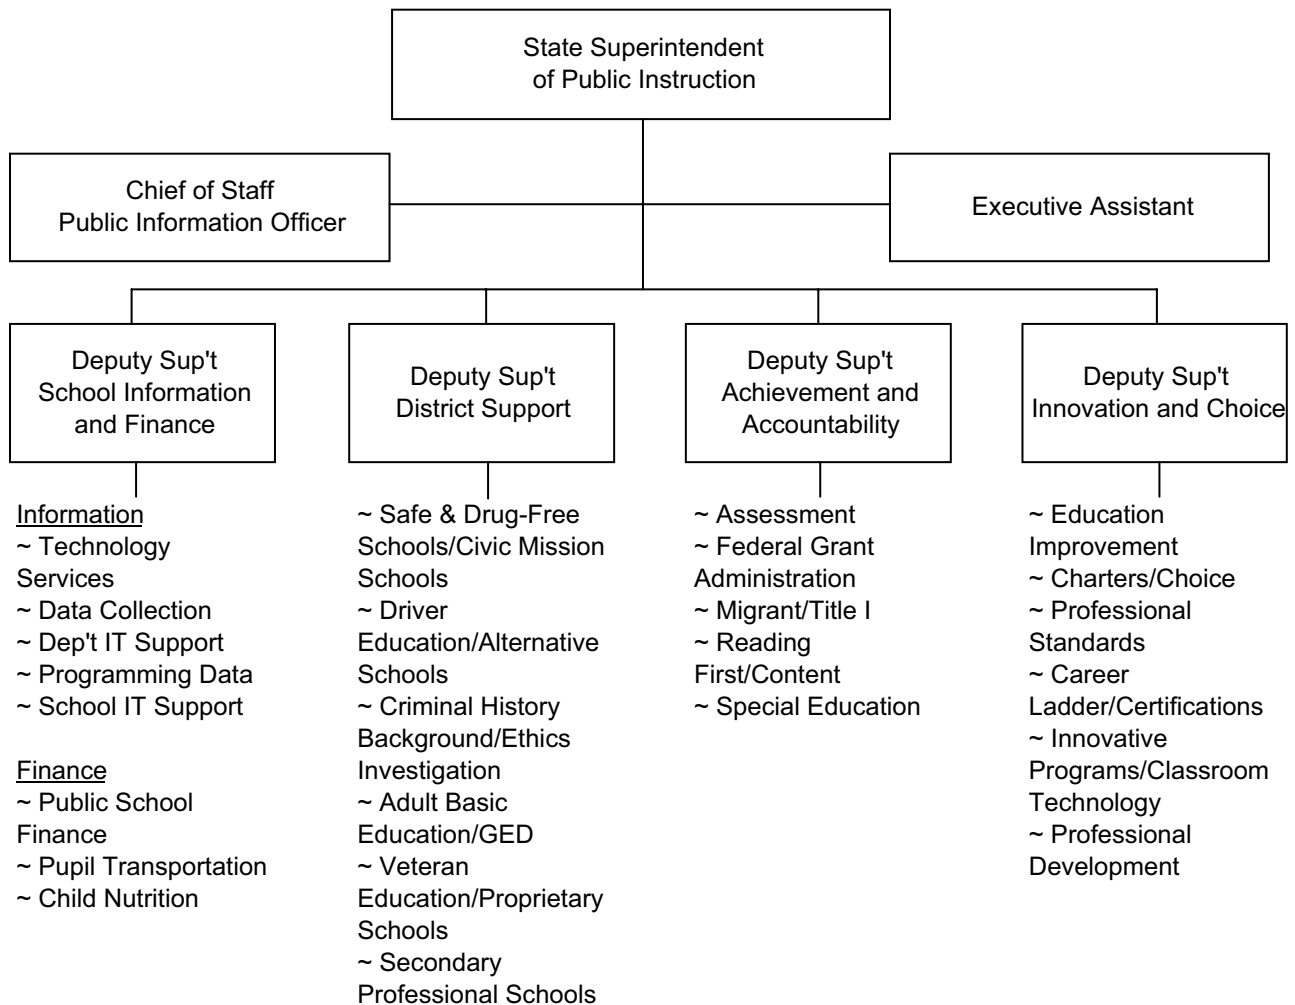 State Superintendent
of Public Instruction
Chief of Staff
Public Information Officer
Executive Assistant
Deputy Sup't
School Information
and Finance
Deputy Sup't
District Support
Deputy Sup't
Achievement and
Accountability
Deputy Sup't
Innovation and Choice
Information
~ Technology
Services
~ Data Collection
~ Dep't IT Support
~ Programming Data
~ School IT Support
Finance
~ Public School
Finance
~ Pupil Transportation
~ Child Nutrition
~ Safe & Drug-Free
Schools/Civic Mission
Schools
~ Driver
Education/Alternative
Schools
~ Criminal History
Background/Ethics
Investigation
~ Adult Basic
Education/GED
~ Veteran
Education/Proprietary
Schools
~ Secondary
Professional Schools
~ Assessment
~ Federal Grant
Administration
~ Migrant/Title I
~ Reading
First/Content
~ Special Education
~ Education
Improvement
~ Charters/Choice
~ Professional
Standards
~ Career
Ladder/Certifications
~ Innovative
Programs/Classroom
Technology
~ Professional
Development